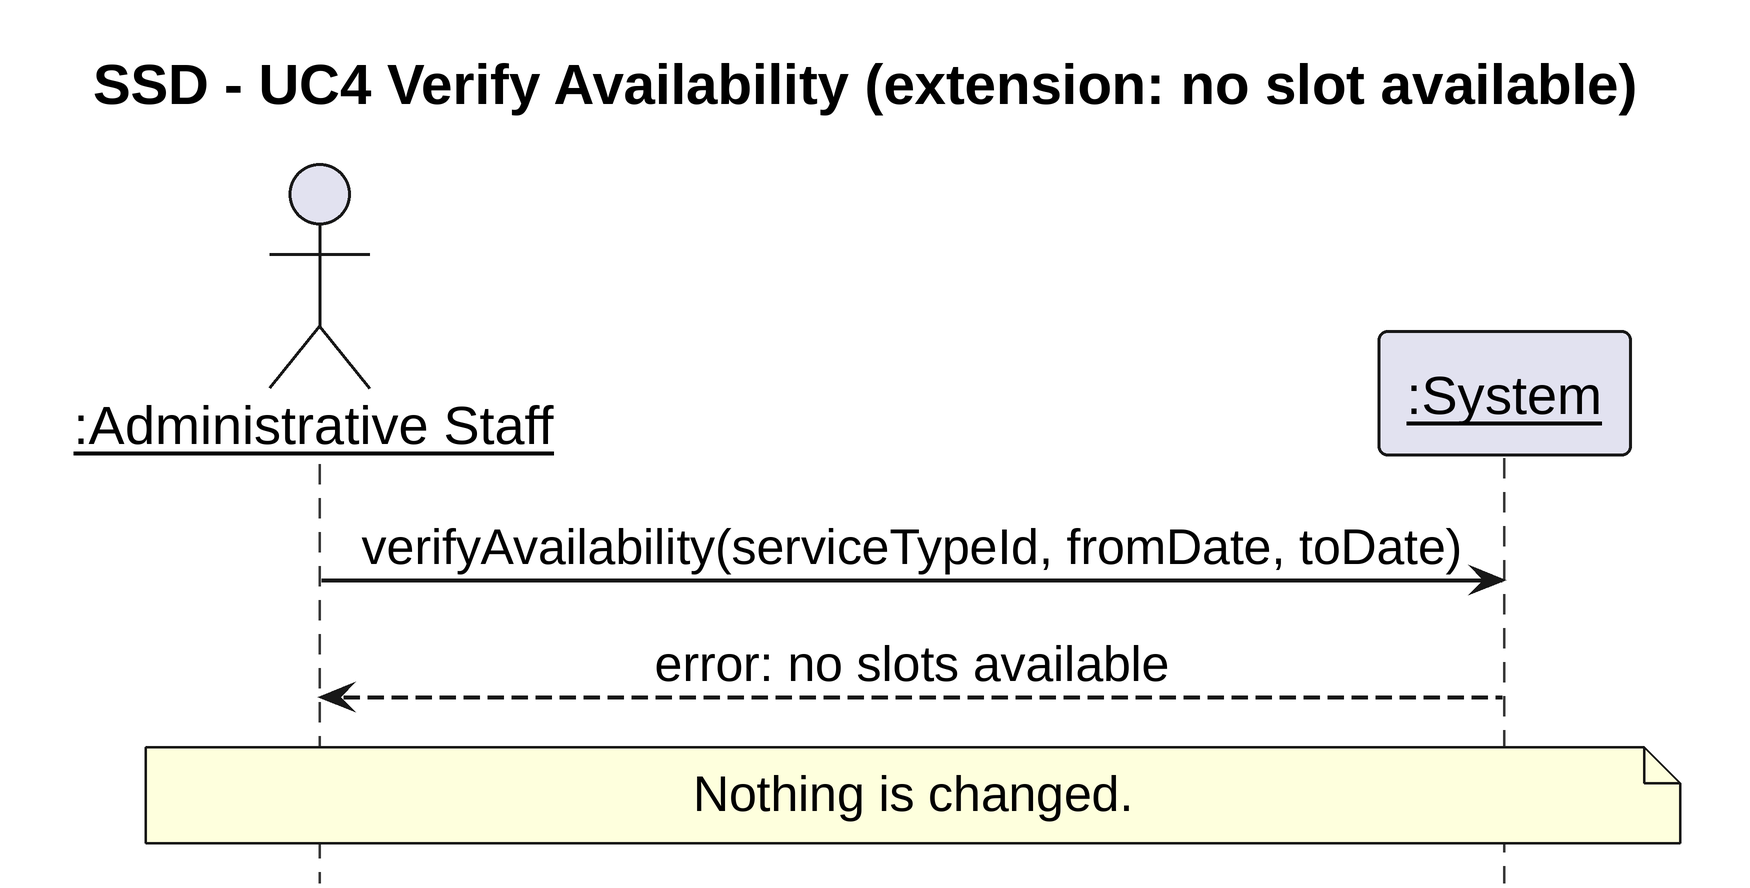 SSD - UC4 Verify Availability (extension: no slot available)
:Administrative Staff
:System
verifyAvailability(serviceTypeId, fromDate, toDate)
error: no slots available
Nothing is changed.